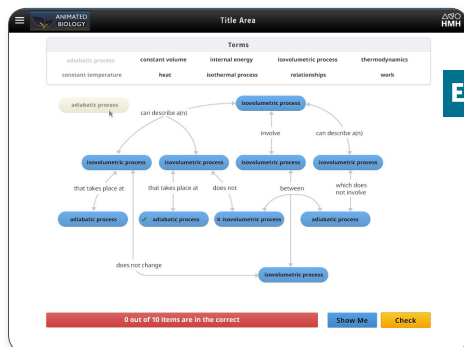 ANIMATED
BIOLOGY
Title Area
HMH
Terms
adiabatic process constant volume internal energy isovolumetric process thermodynamics
constant temperature heat isothermal process relationships work
E
adiabatic process
can describe a(n)
isovolumetric process
involve
can describe a(n)
isovolumetric process isovolumetric process isovolumetric process isovolumetric process
that takes place at that takes place at does not between which does
not involve
adiabatic process ✓ adiabatic process × isovolumetric process adiabatic process
does not change
isovolumetric process
0 out of 10 items are in the correct Show Me Check